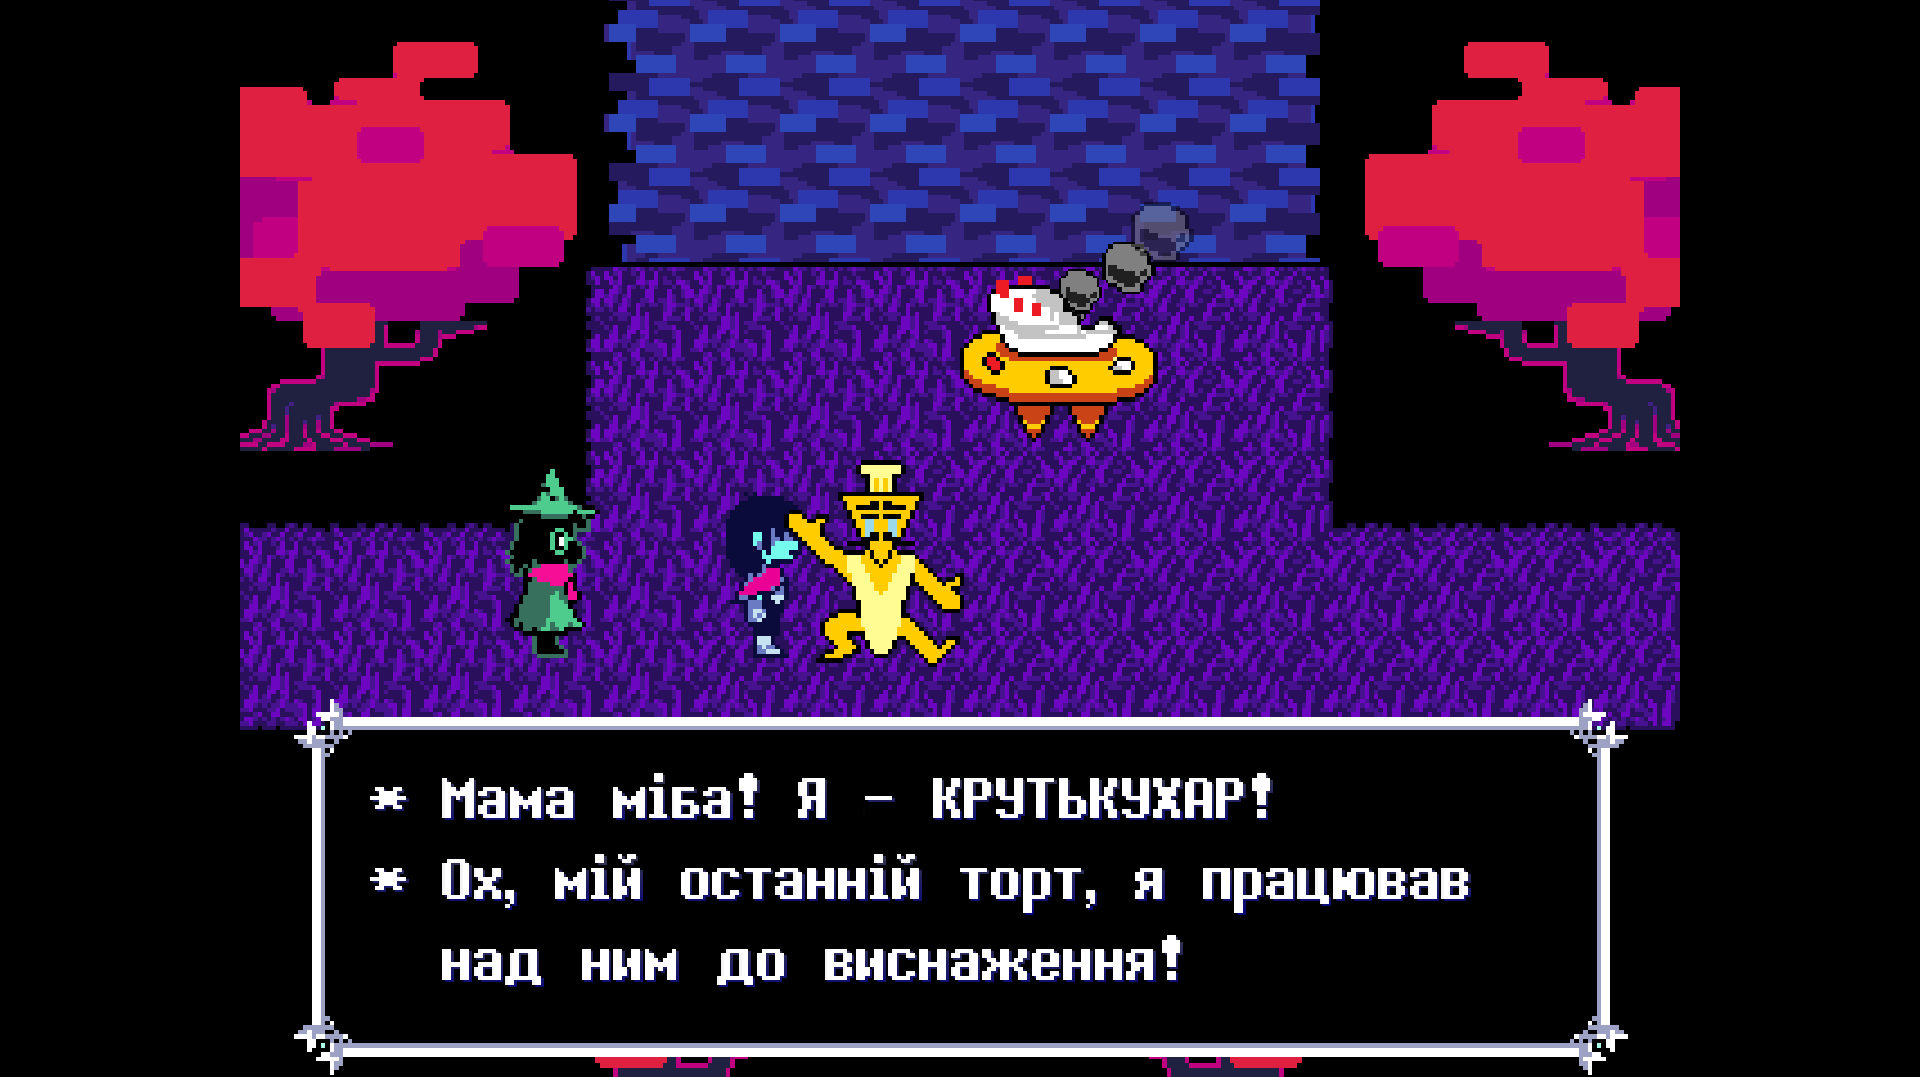 * Мама міба! Я – КРУТЬКУХАР!
* Ох, мій останній торт, я працював
над ним до виснаження!